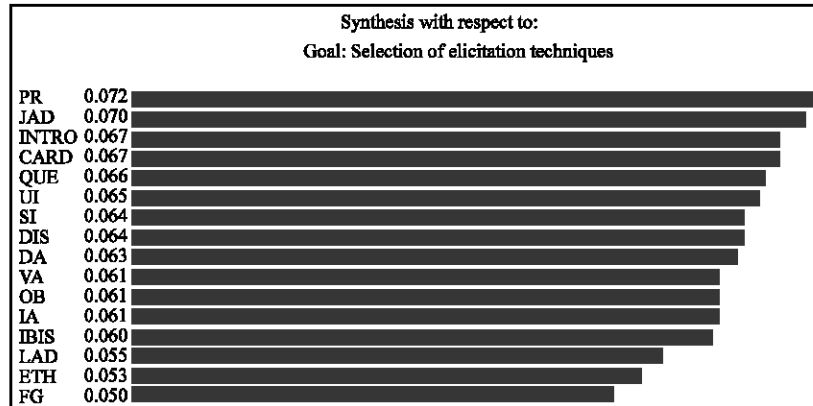 Synthesis with respect to:
Goal: Selection of elicitation techniques
PR 0.072
JAD 0.070
INTRO 0.067
CARD 0.067
QUE 0.066
UI 0.065
SI 0.064
DIS 0.064
DA 0.063
VA 0.061
OB 0.061
IA 0.061
IBIS 0.060
LAD 0.055
ETH 0.053
FG 0.050